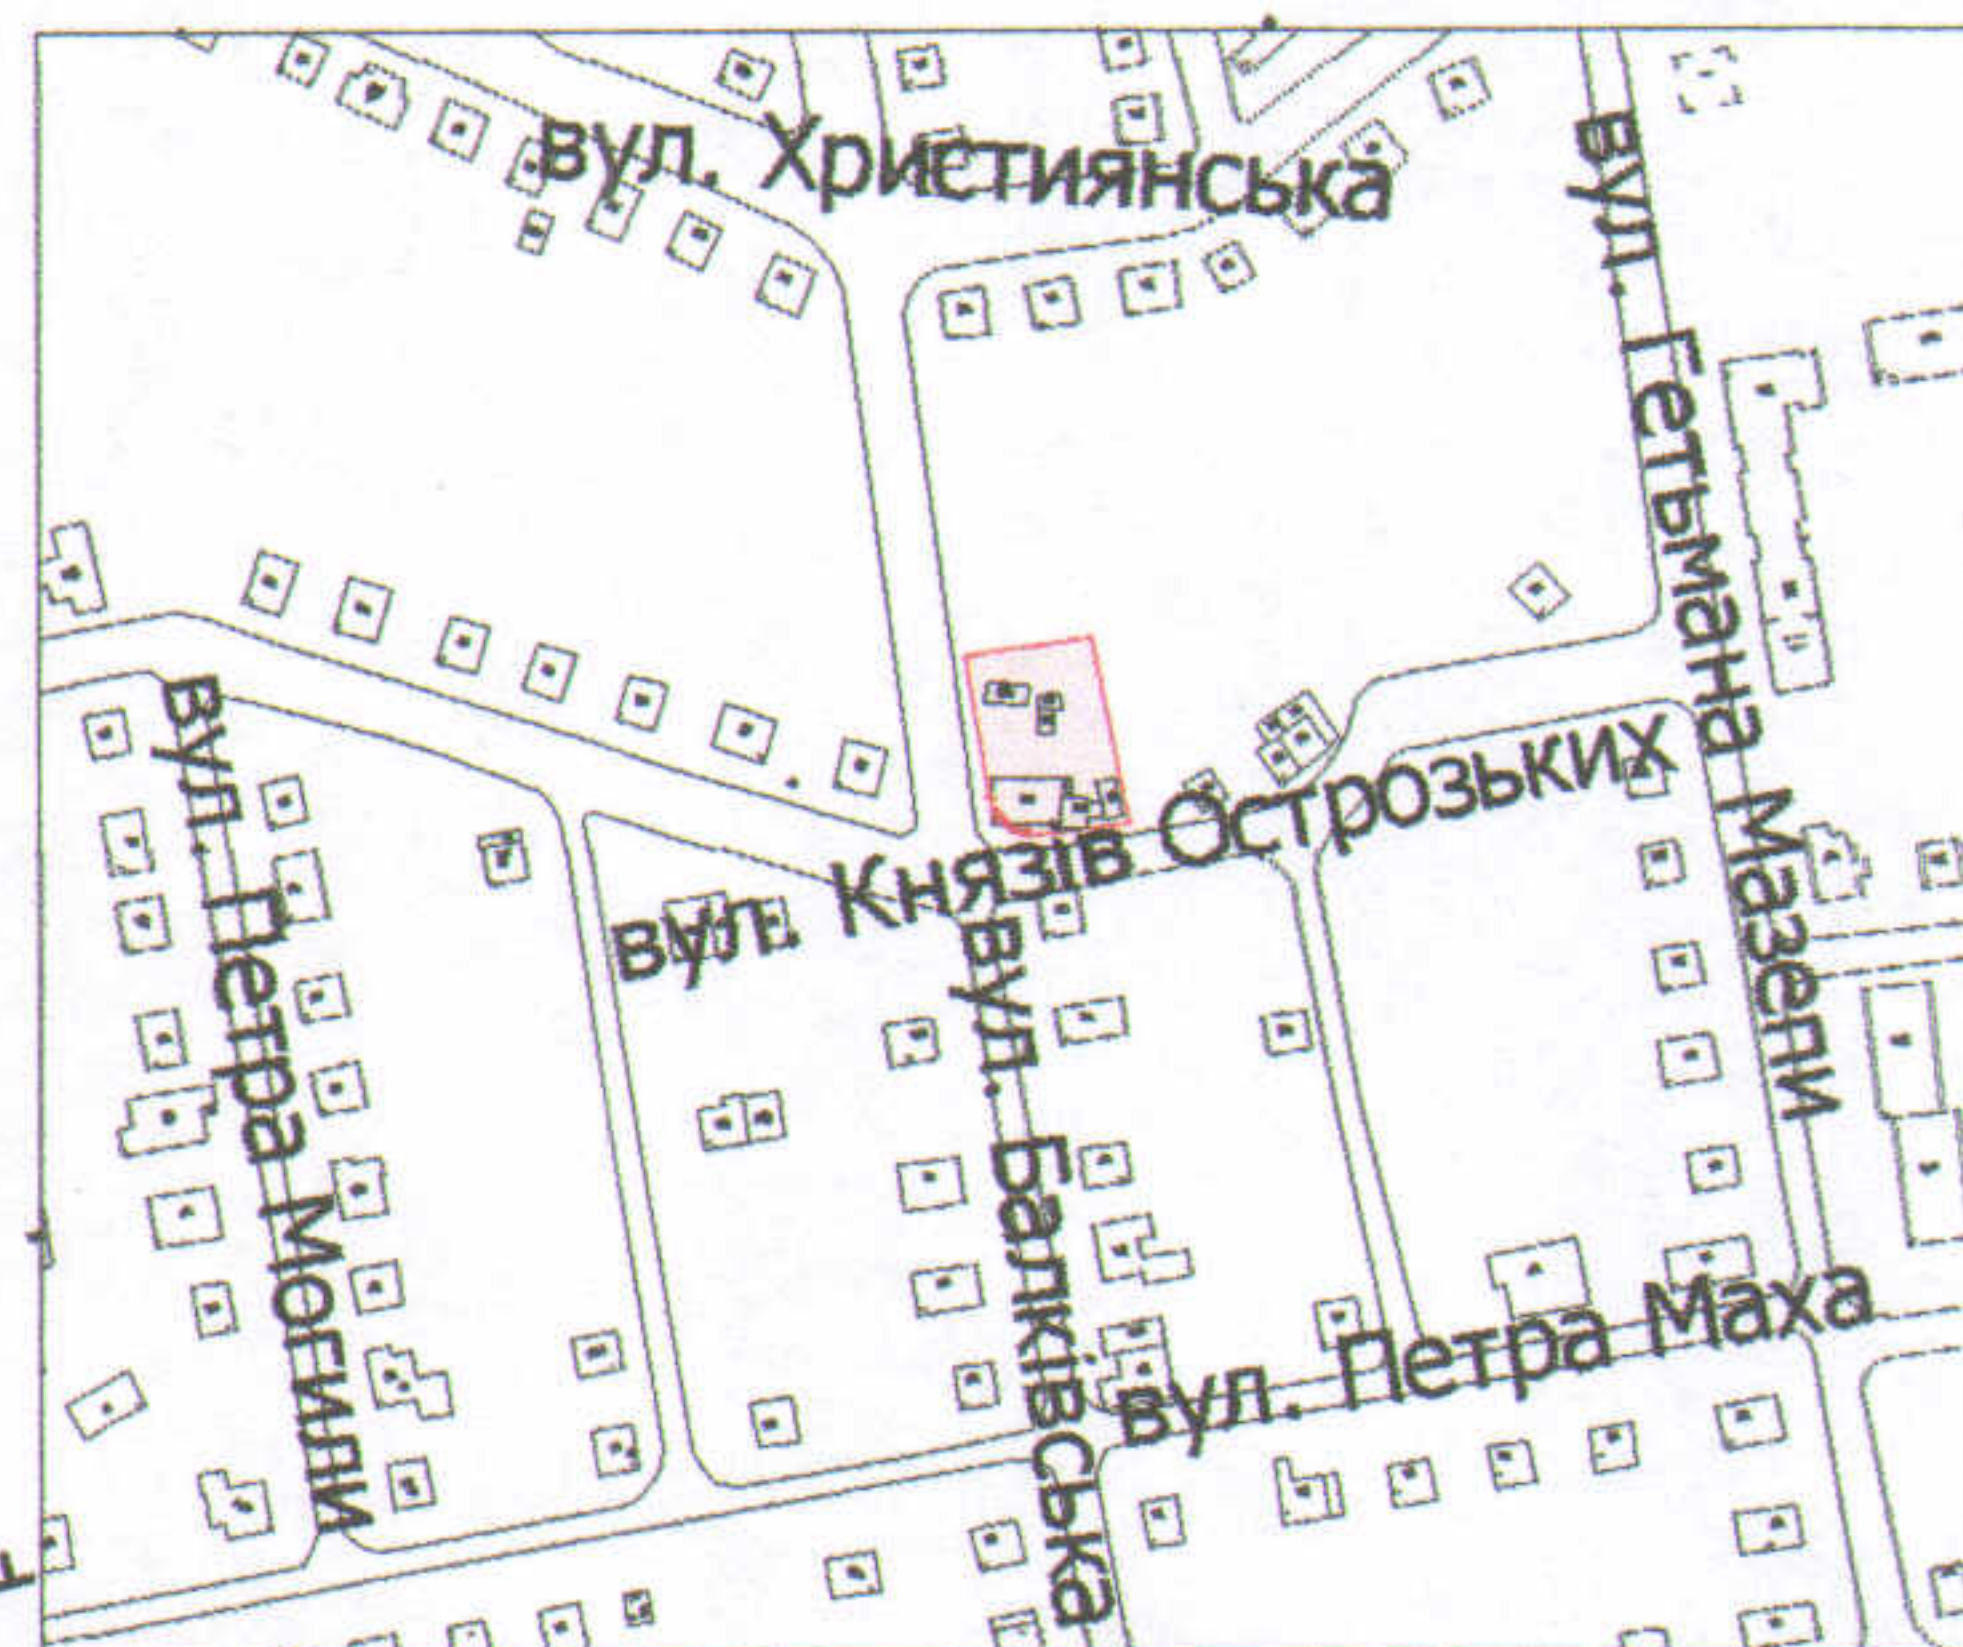 вул. Християнська
вул. Гетьмана Мазепи
вул. Князів Острозьких
вул. Петра Могили
вул. Балківська
вул. Петра Маха